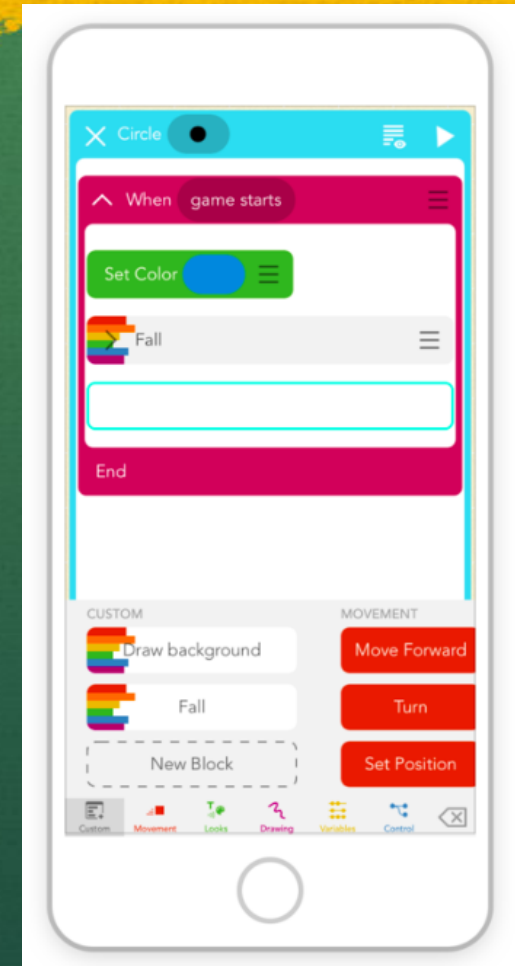 Circle
When game starts
Set Color
Fall
End
CUSTOM MOVEMENT
Draw background Move Forward
Fall Turn
New Block Set Position
Custom Movement Looks Drawing Variables Control